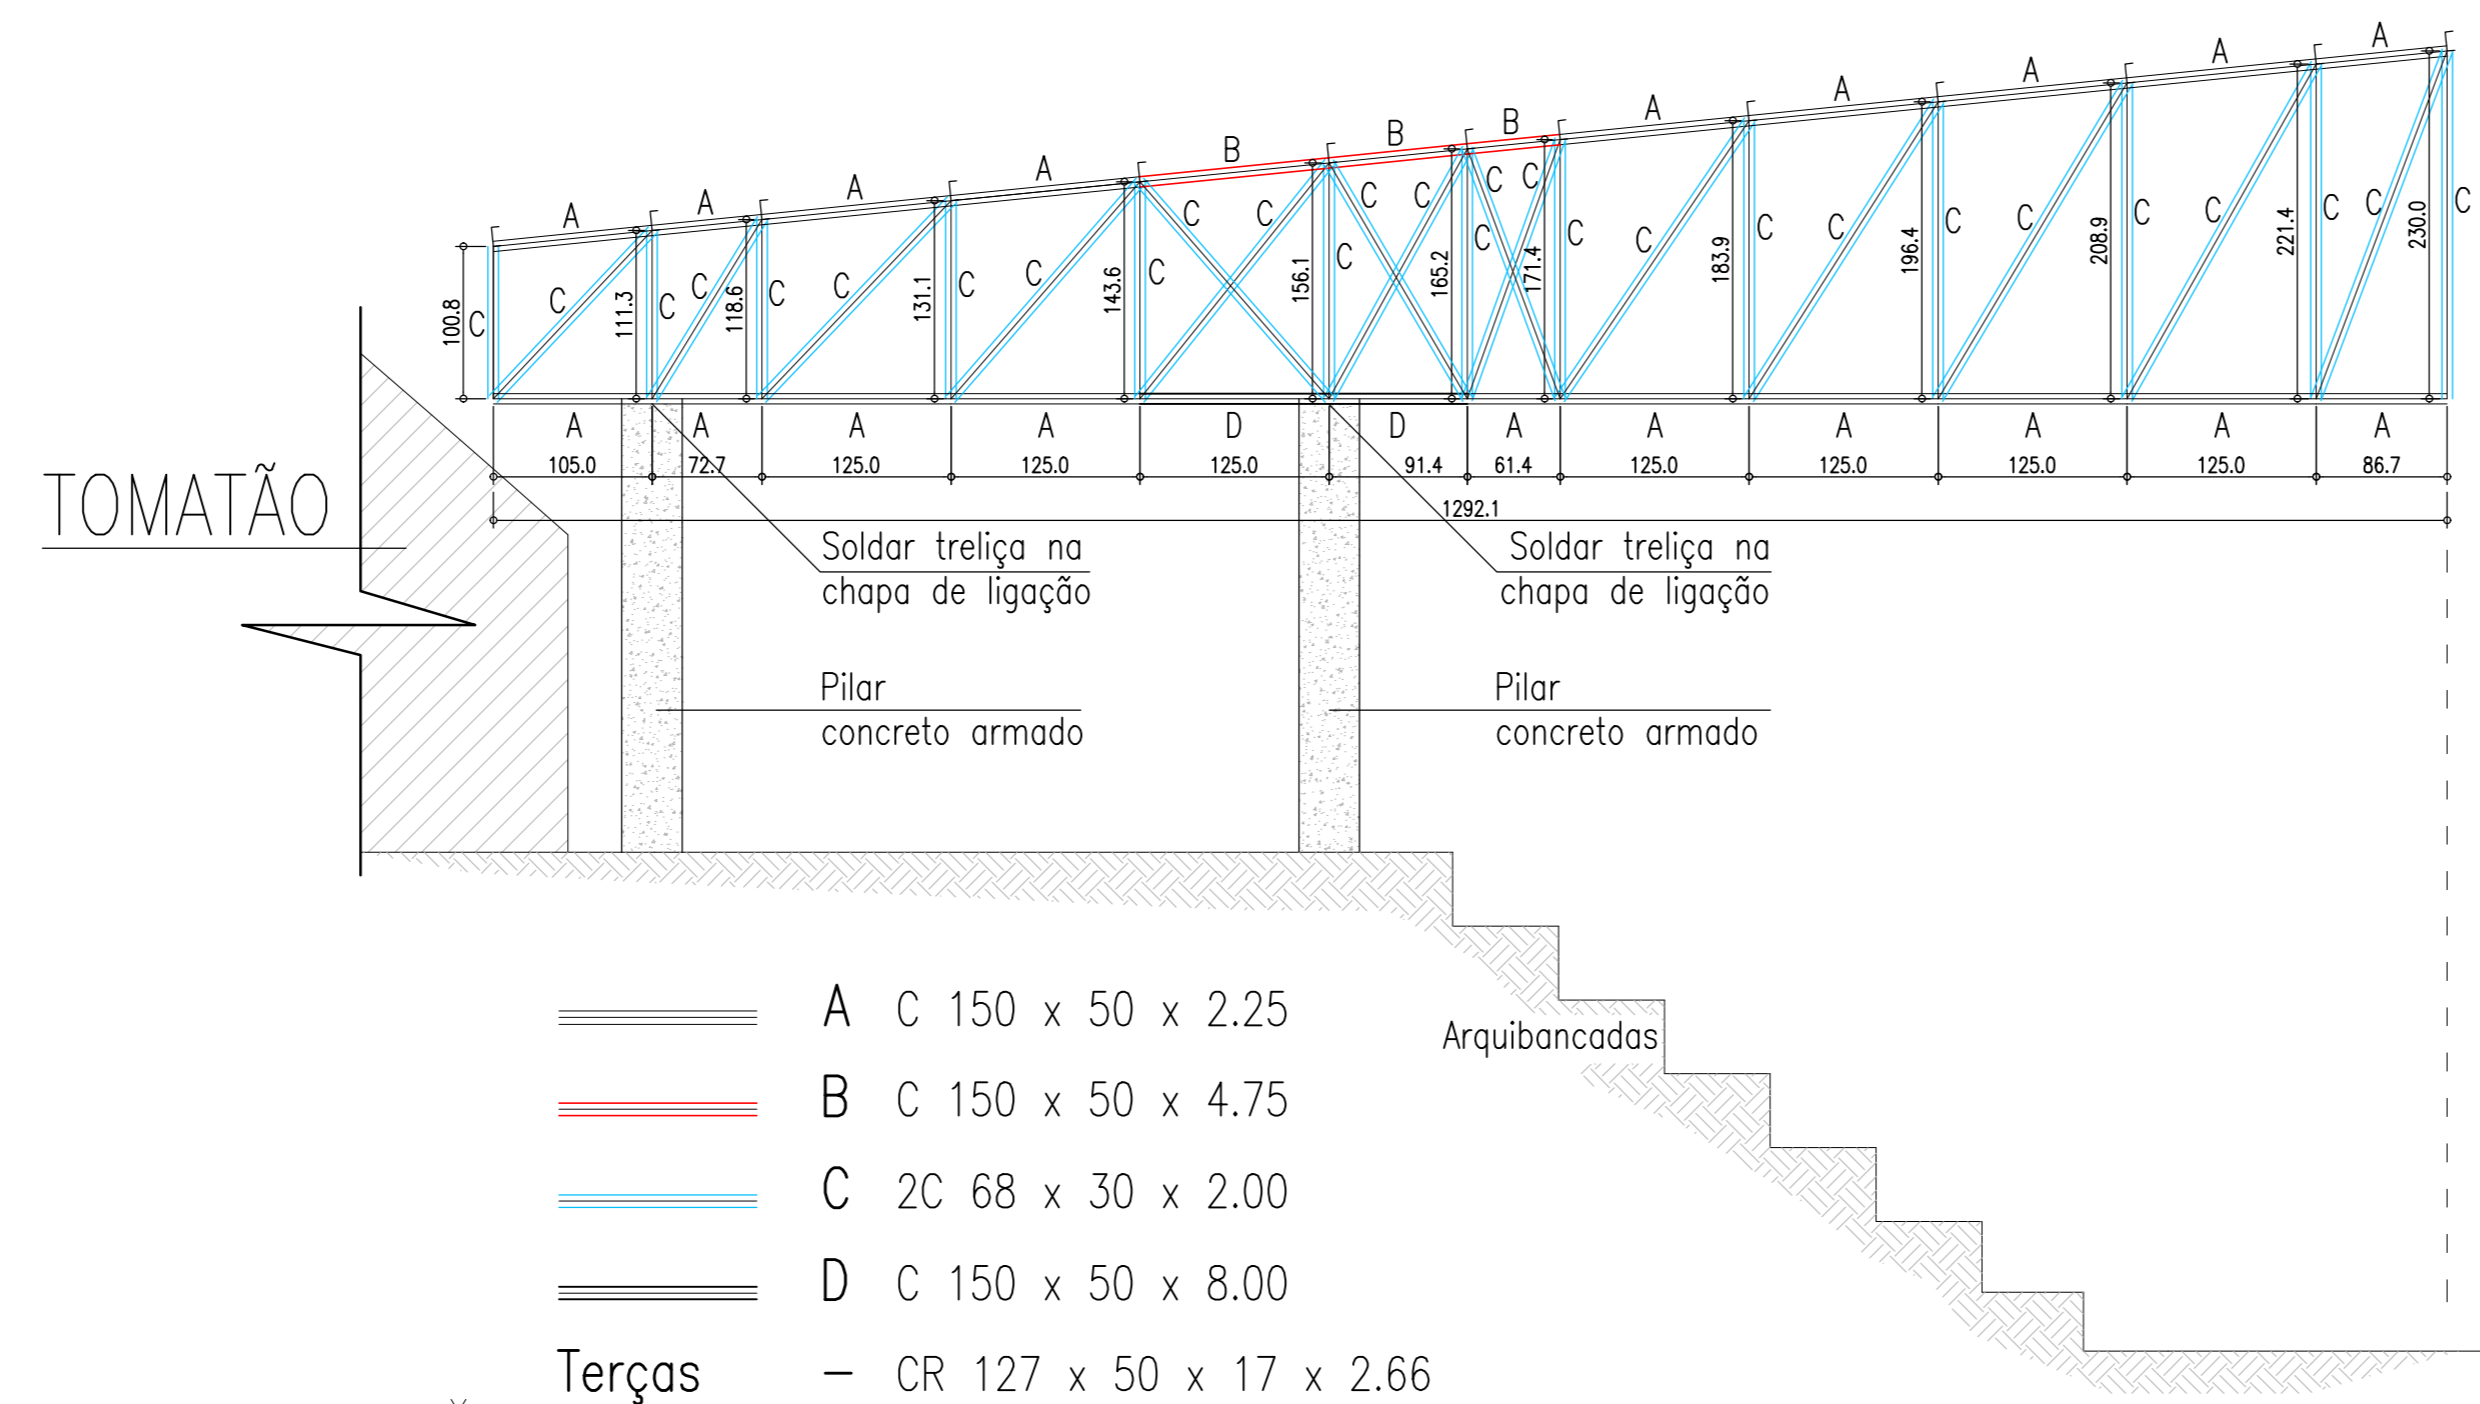 A A A A B B B A A A A A
C C C C C C C C C C C C C C C C C C C C C C C C C C C C
100.8 111.3 118.6 131.1 143.6 156.1 165.2 171.4 183.9 196.4 208.9 221.4 230.0
A A A A D D A A A A A A
105.0 72.7 125.0 125.0 125.0 91.4 61.4 125.0 125.0 125.0 125.0 86.7
1292.1
TOMATÃO
Soldar treliça na
chapa de ligação
Soldar treliça na
chapa de ligação
Pilar
concreto armado
Pilar
concreto armado
Arquibancadas
A C 150 x 50 x 2.25
B C 150 x 50 x 4.75
C 2C 68 x 30 x 2.00
D C 150 x 50 x 8.00
Terças – CR 127 x 50 x 17 x 2.66